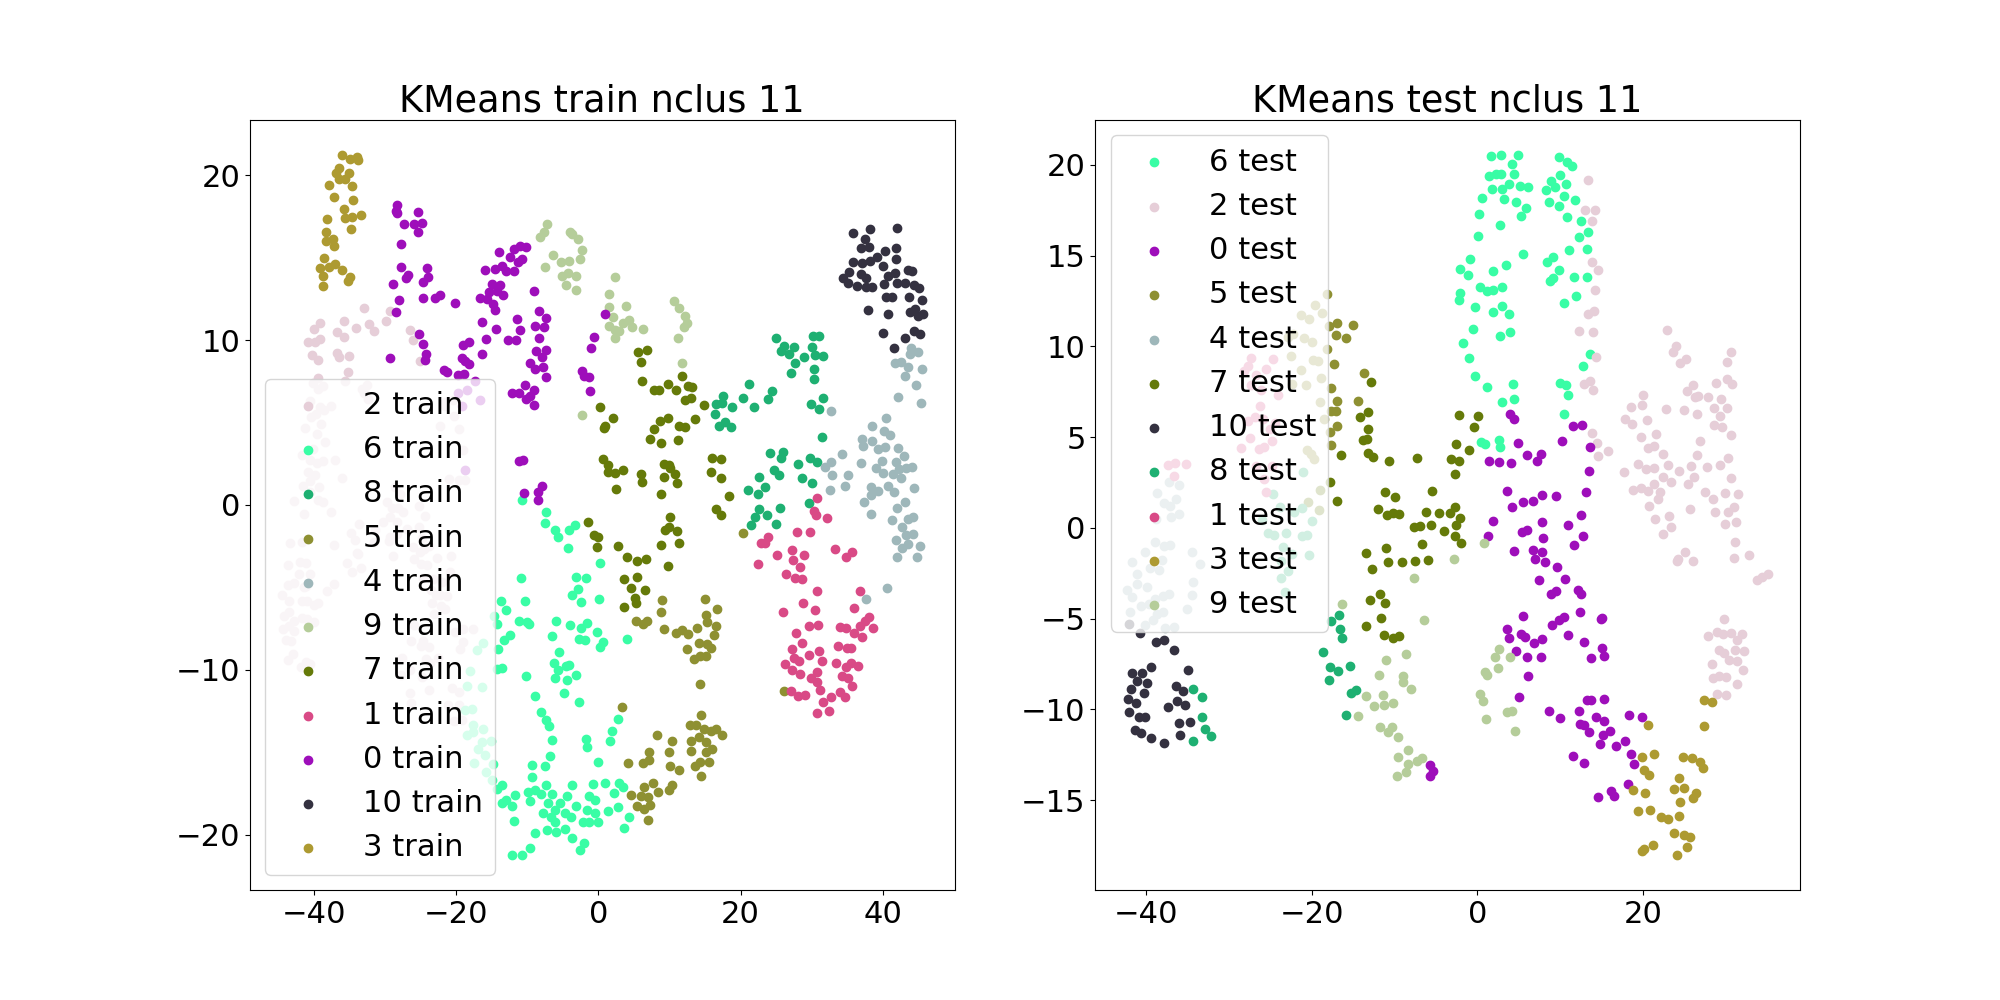 KMeans train nclus 11
20
10
0
−10
−20
−40
−20
0
20
40
2 train
6 train
8 train
5 train
4 train
9 train
7 train
1 train
0 train
10 train
3 train
KMeans test nclus 11
20
15
10
5
0
−5
−10
−15
−40
−20
0
20
6 test
2 test
0 test
5 test
4 test
7 test
10 test
8 test
1 test
3 test
9 test